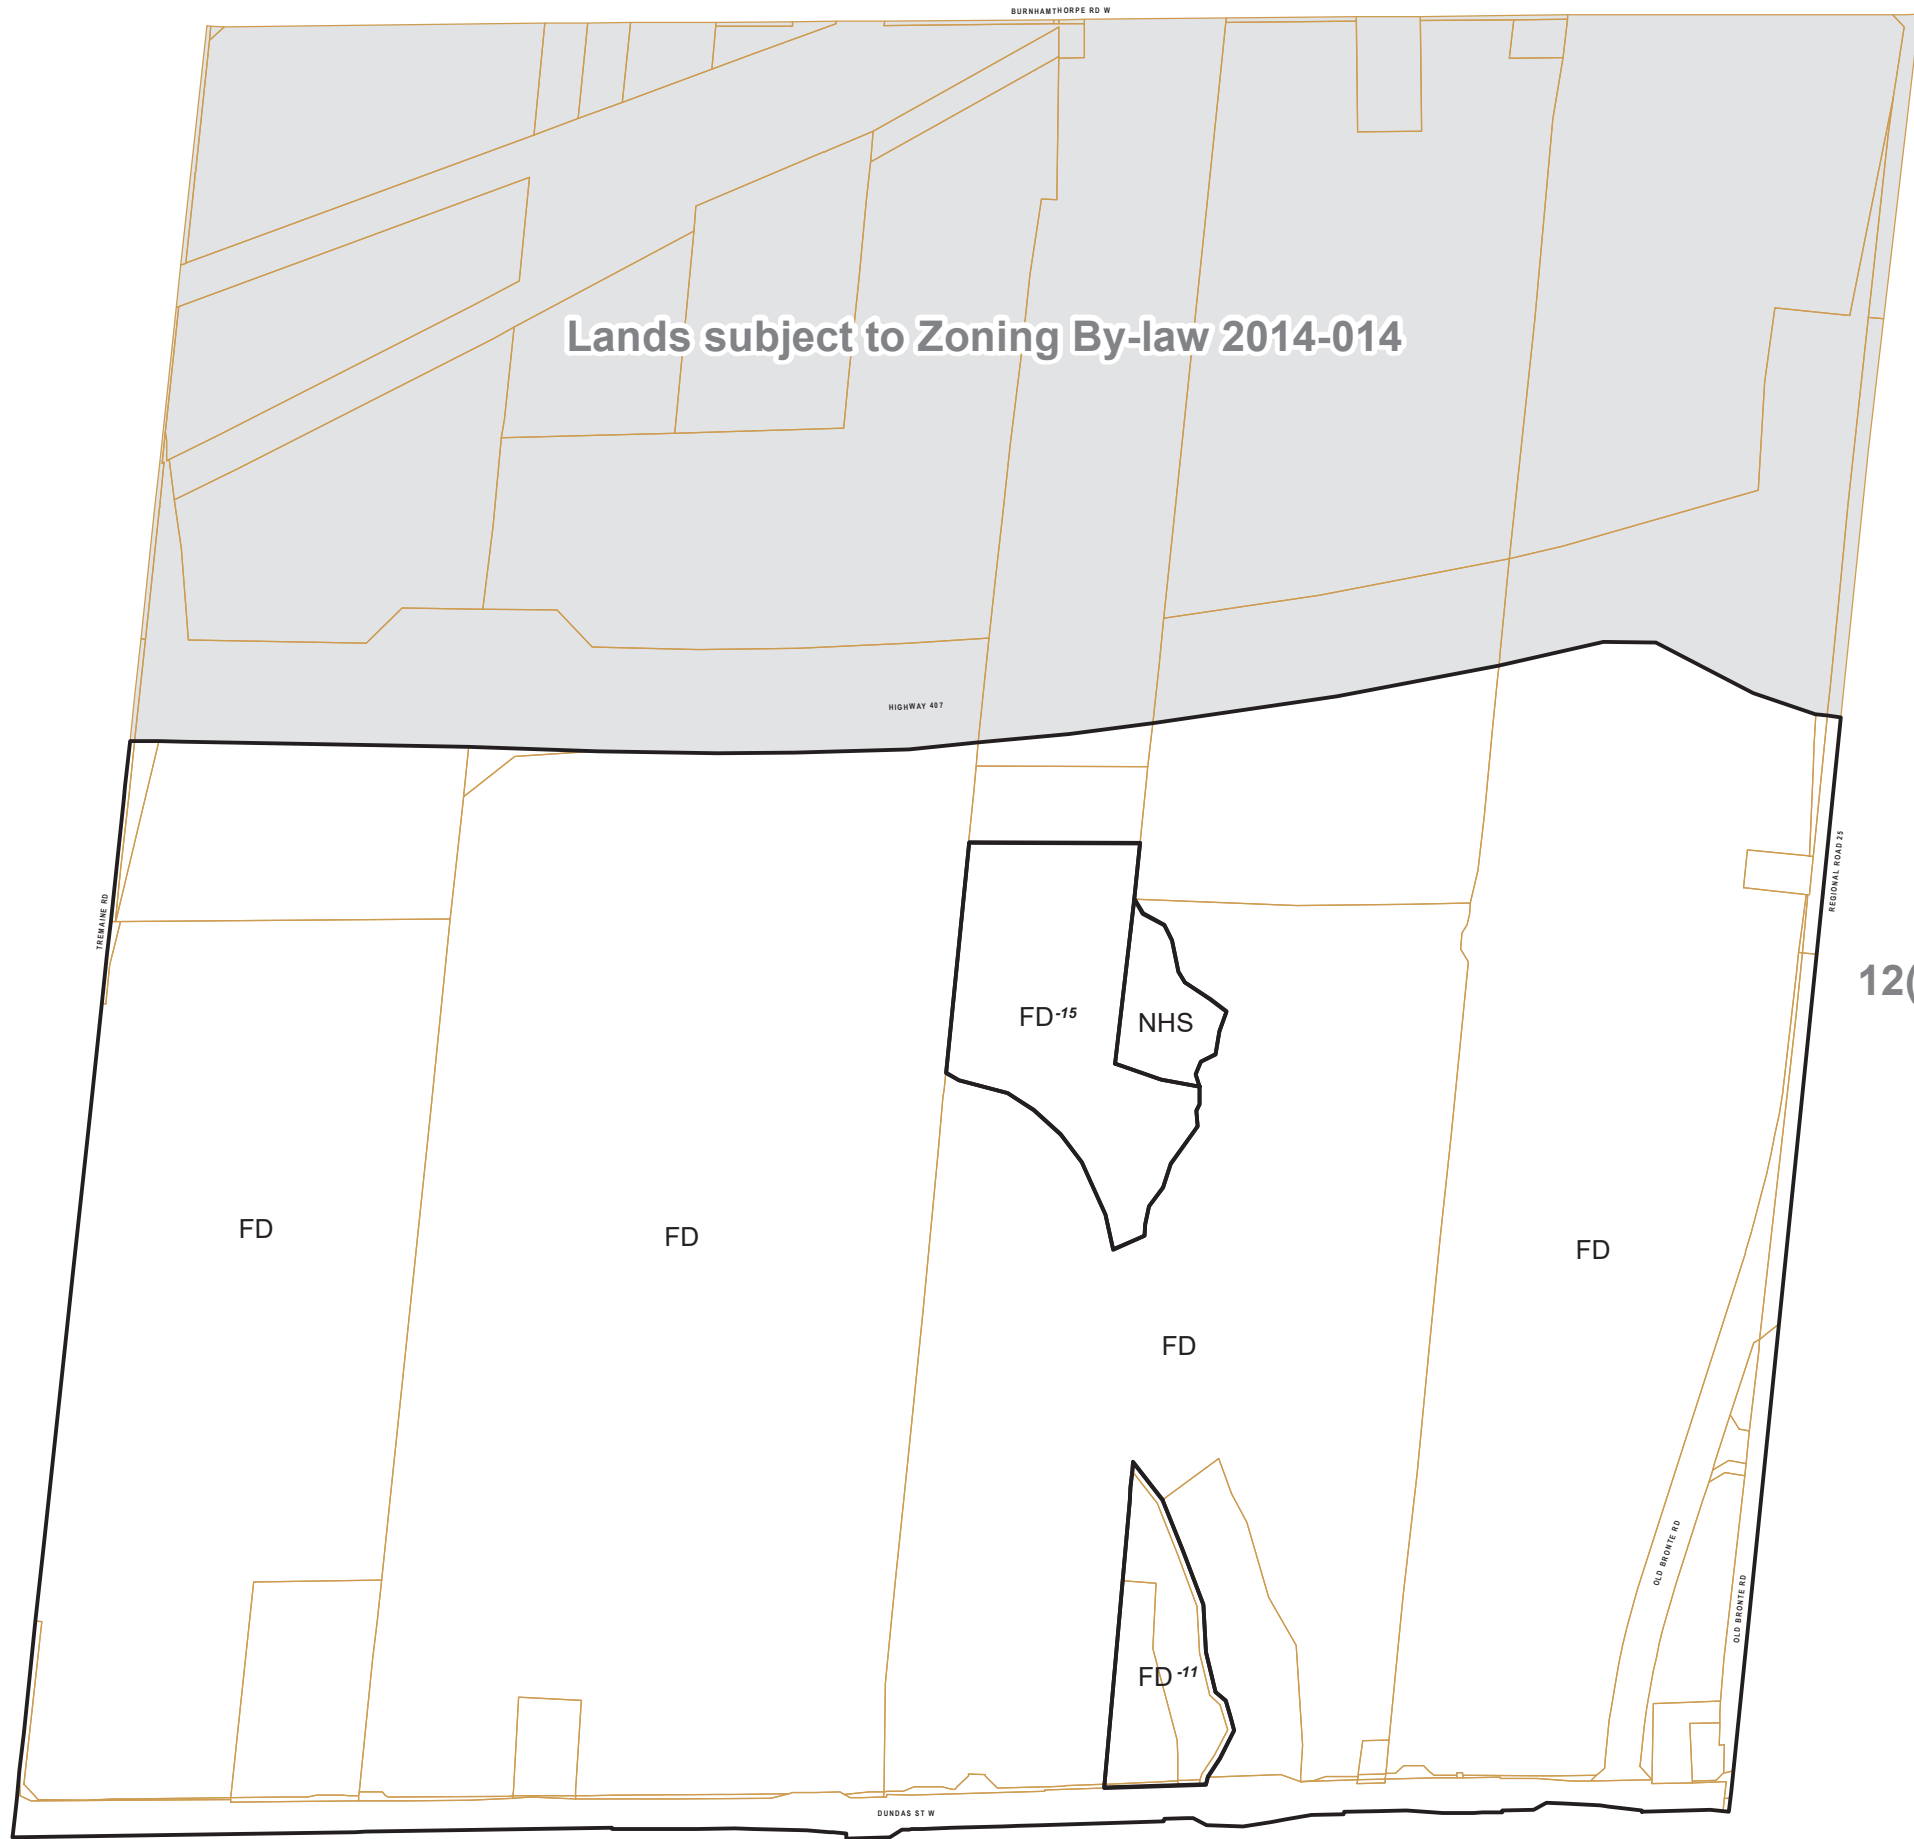 BURNHAMTHORPE RD W
Lands subject to Zoning By-law 2014-014
HIGHWAY 407
TREMAINE RD
REGIONAL ROAD 25
12(
FD-15
NHS
FD
FD
FD
FD
OLD BRONTE RD
OLD BRONTE RD
FD-11
DUNDAS ST W